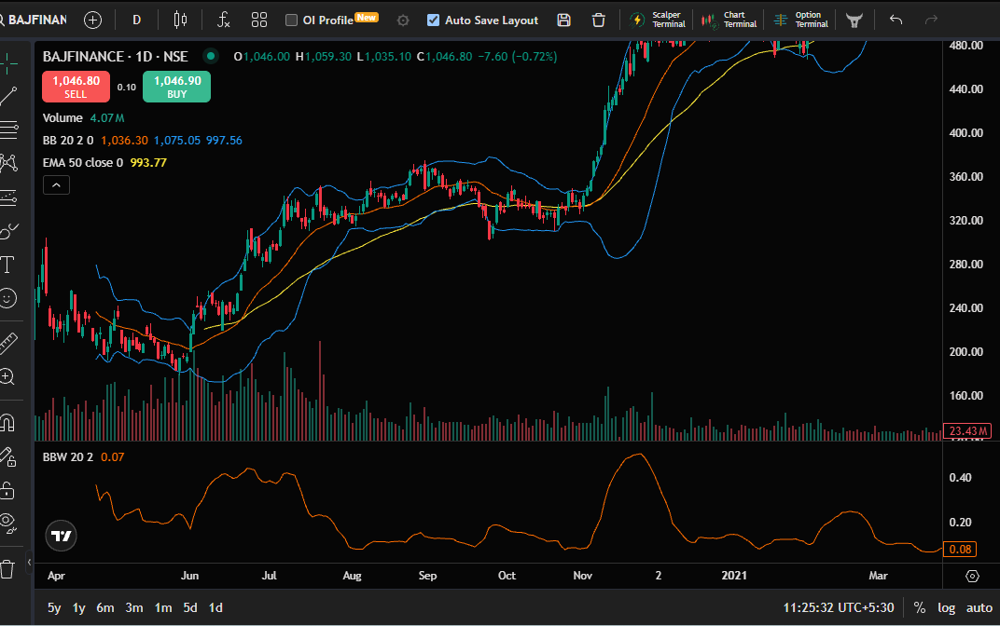 BAJFINAN D OI Profile New Auto Save Layout Scalper Terminal Chart Terminal Option Terminal
BAJFINANCE · 1D · NSE O1,046.00 H1,059.30 L1,035.10 C1,046.80 −7.60 (−0.72%)
1,046.80
SELL
0.10
1,046.90
BUY
Volume 4.07M
BB 20 2 0 1,036.30 1,075.05 997.56
EMA 50 close 0 993.77
480.00
440.00
400.00
360.00
320.00
280.00
240.00
200.00
160.00
23.43M
BBW 20 2 0.07
0.40
0.20
0.08
Apr Jun Jul Aug Sep Oct Nov 2 2021 Mar
5y 1y 6m 3m 1m 5d 1d 11:25:32 UTC+5:30 % log auto